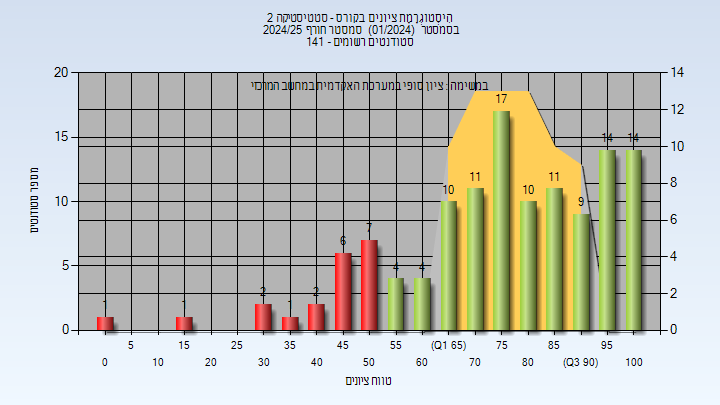 הִיסְטוֹגְרָמַת ציונים בקורס - סטטיסטיקה 2
בסמסטר (01/2024) סמסטר חורף 2024/25
סטודנטים רשומים - 141
במשימה : ציון סופי במערכת האקדמית במחשב המרכזי
20 14
15 12
10 10
5 8
0 6
4
2
0
מספר סטודנטים
1 1 2 1 2 6 7 4 4 10 11 17 10 11 9 14 14
5 15 25 35 45 55 (Q1 65) 75 85 95
0 10 20 30 40 50 60 70 80 (Q3 90) 100
טווח ציונים